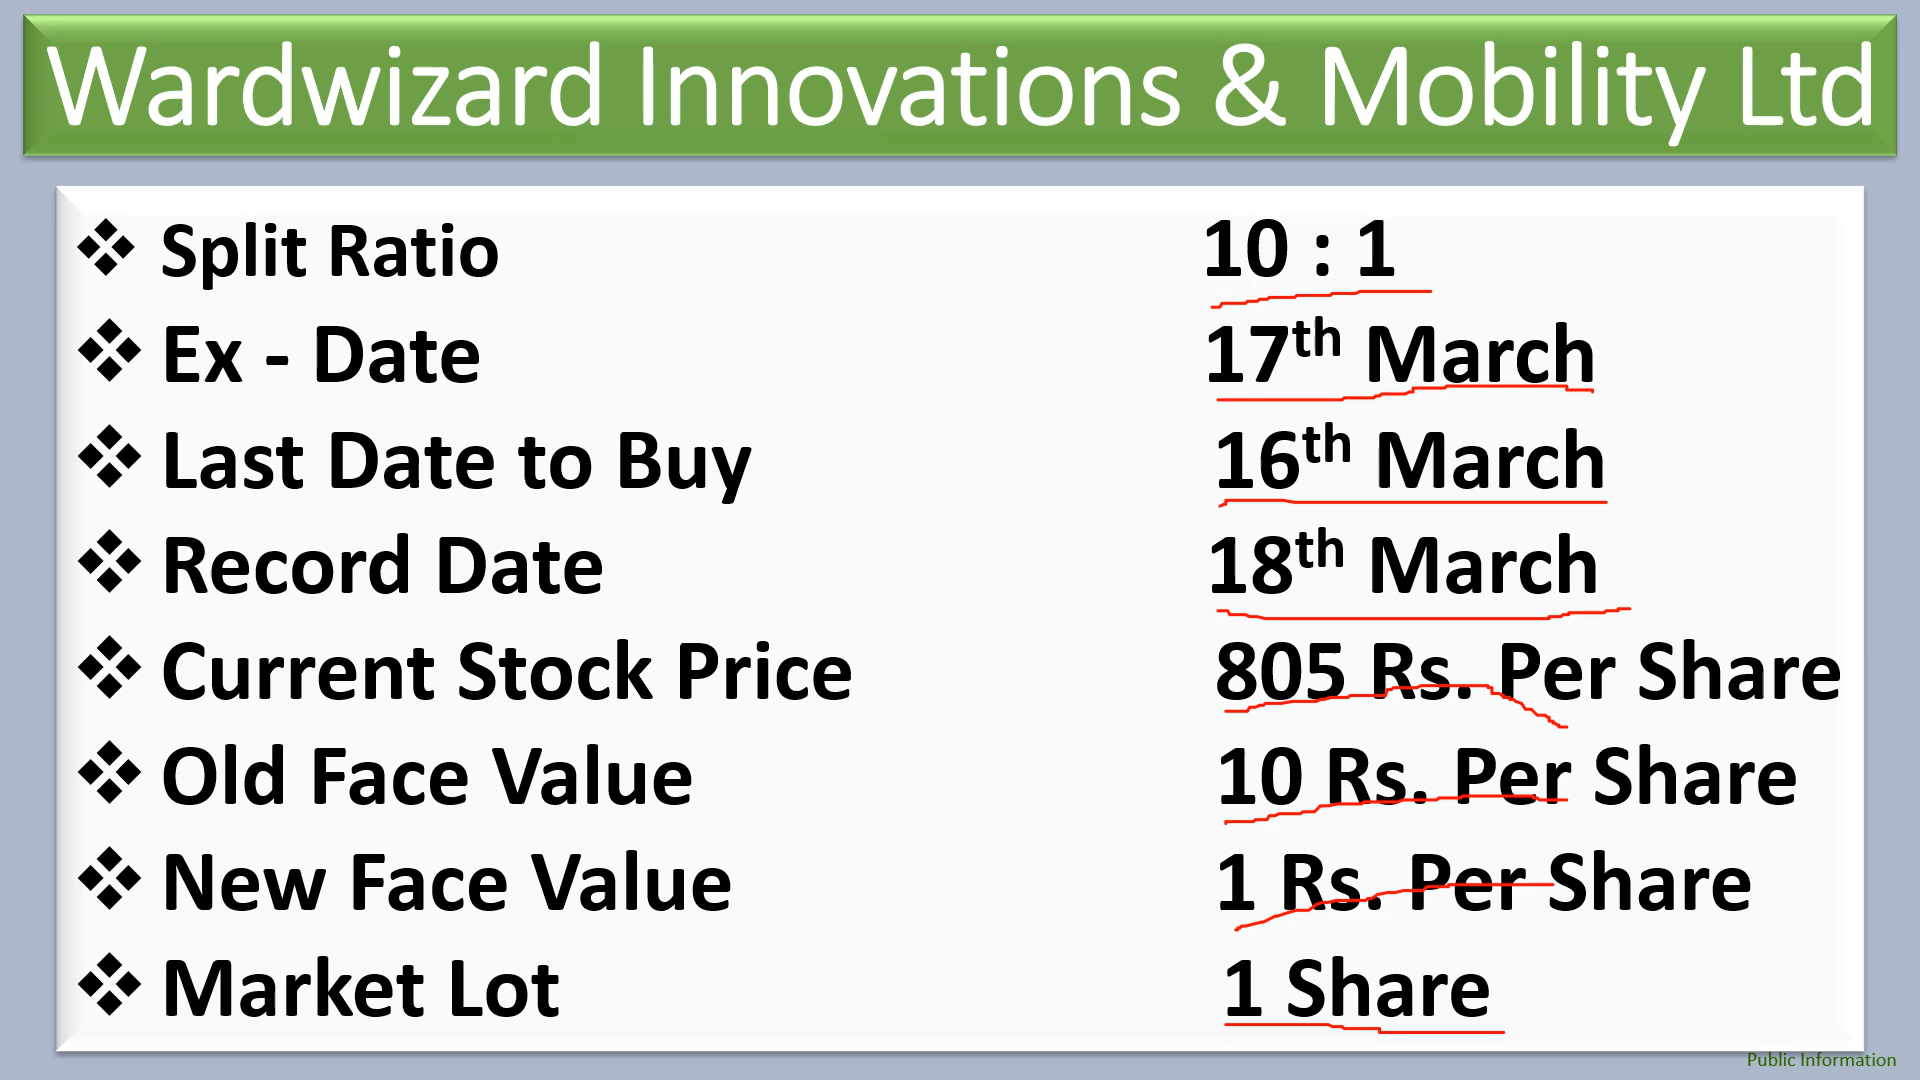 Wardwizard Innovations & Mobility Ltd
Split Ratio 10 : 1
Ex - Date 17th March
Last Date to Buy 16th March
Record Date 18th March
Current Stock Price 805 Rs. Per Share
Old Face Value 10 Rs. Per Share
New Face Value 1 Rs. Per Share
Market Lot 1 Share
Public Information